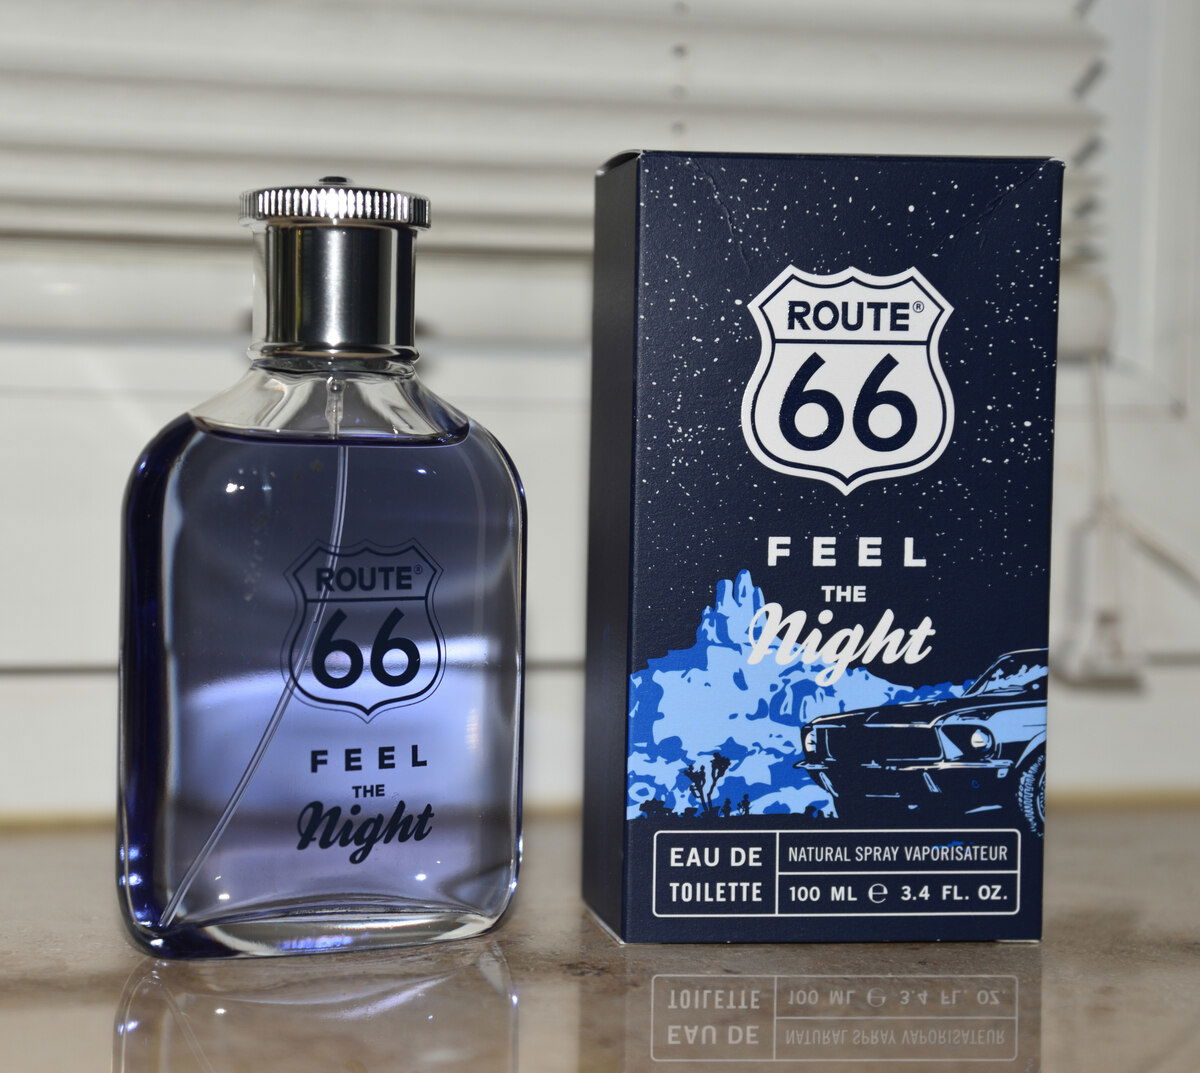 ROUTE®
66
FEEL
THE
Night
ROUTE®
66
FEEL
THE
Night
EAU DE
TOILETTE
NATURAL SPRAY VAPORISATEUR
100 ML ℮ 3.4 FL. OZ.